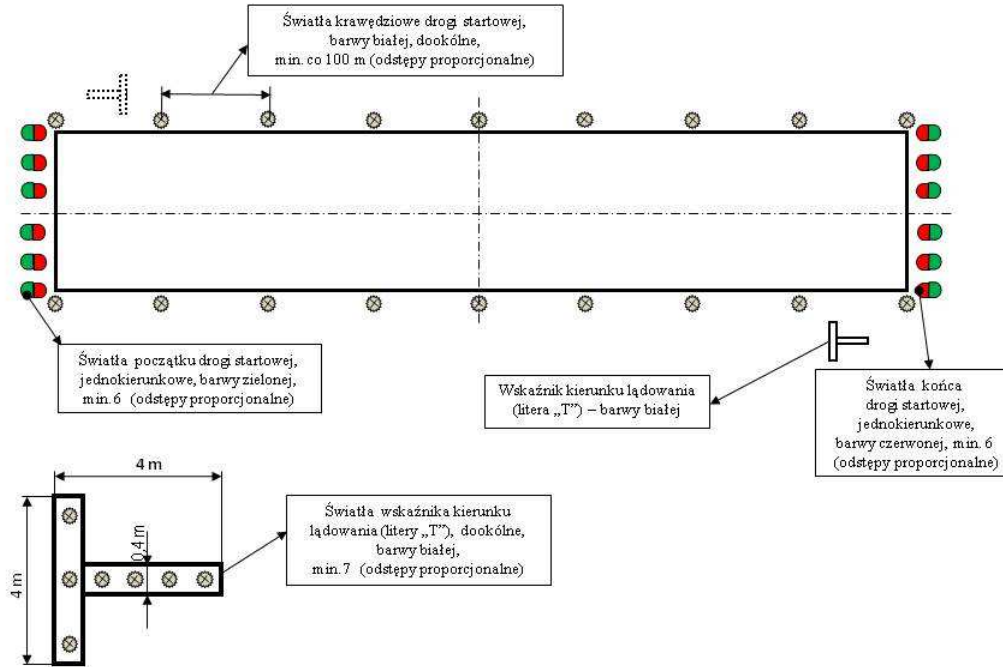 Światła krawędziowe drogi startowej,
barwy białej, dookólne,
min. co 100 m (odstępy proporcjonalne)
Światła początku drogi startowej,
jednokierunkowe, barwy zielonej,
min. 6 (odstępy proporcjonalne)
Wskaźnik kierunku lądowania
(litera „T”) – barwy białej
Światła końca
drogi startowej,
jednokierunkowe,
barwy czerwonej, min. 6
(odstępy proporcjonalne)
4 m
4 m
0,4 m
Światła wskaźnika kierunku
lądowania (litery „T”), dookólne,
barwy białej,
min. 7 (odstępy proporcjonalne)